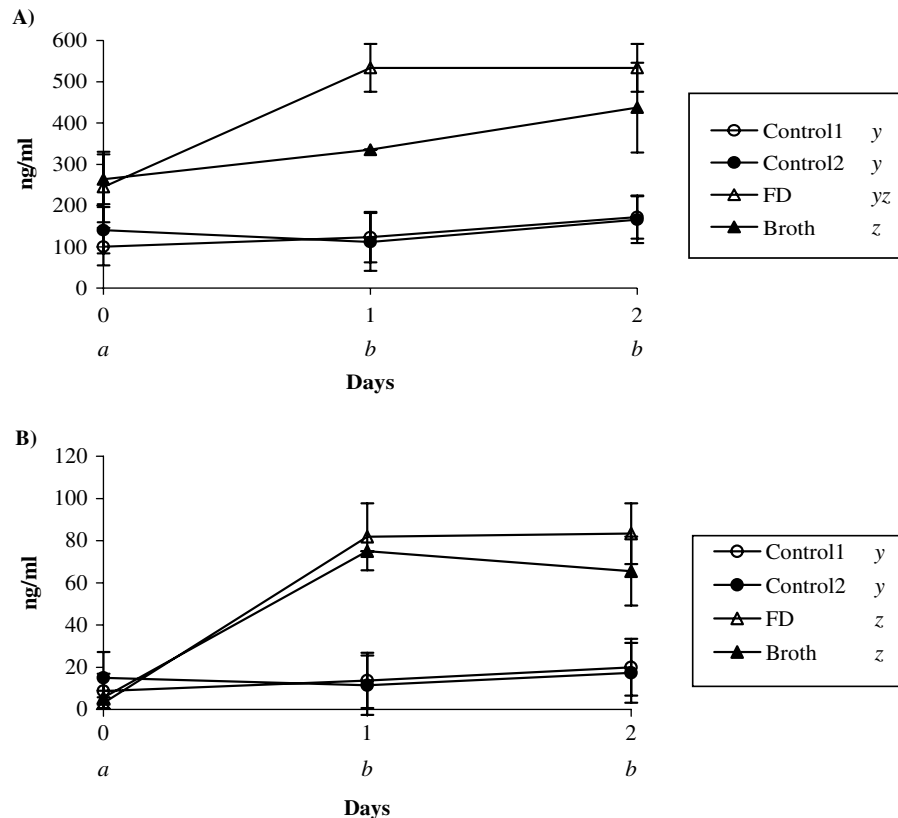 A)
600
500
400
300
200
100
0
ng/ml
0 1 2
a b b
Days
Control1 y
Control2 y
FD yz
Broth z
B)
120
100
80
60
40
20
0
ng/ml
0 1 2
a b b
Days
Control1 y
Control2 y
FD z
Broth z